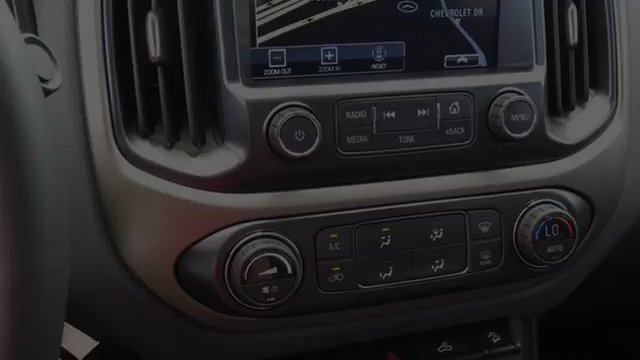 CHEVROLET DR
ZOOM OUT
ZOOM IN
RESET
RADIO
MEDIA
TONE
BACK
MENU
A/C
LO
AUTO